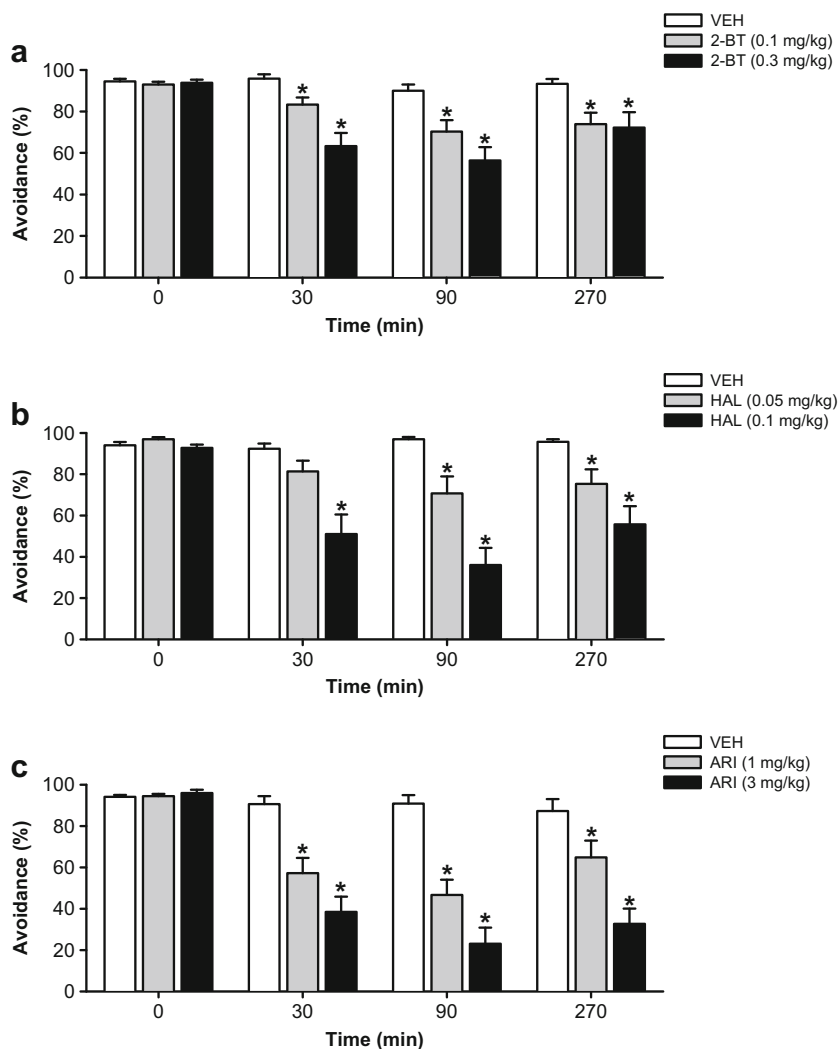 a
VEH
2-BT (0.1 mg/kg)
2-BT (0.3 mg/kg)
Avoidance (%)
100
80
60
40
20
0
* * * * * *
0 30 90 270
Time (min)
b
VEH
HAL (0.05 mg/kg)
HAL (0.1 mg/kg)
Avoidance (%)
100
80
60
40
20
0
* * * * *
0 30 90 270
Time (min)
c
VEH
ARI (1 mg/kg)
ARI (3 mg/kg)
Avoidance (%)
100
80
60
40
20
0
* * * * * *
0 30 90 270
Time (min)